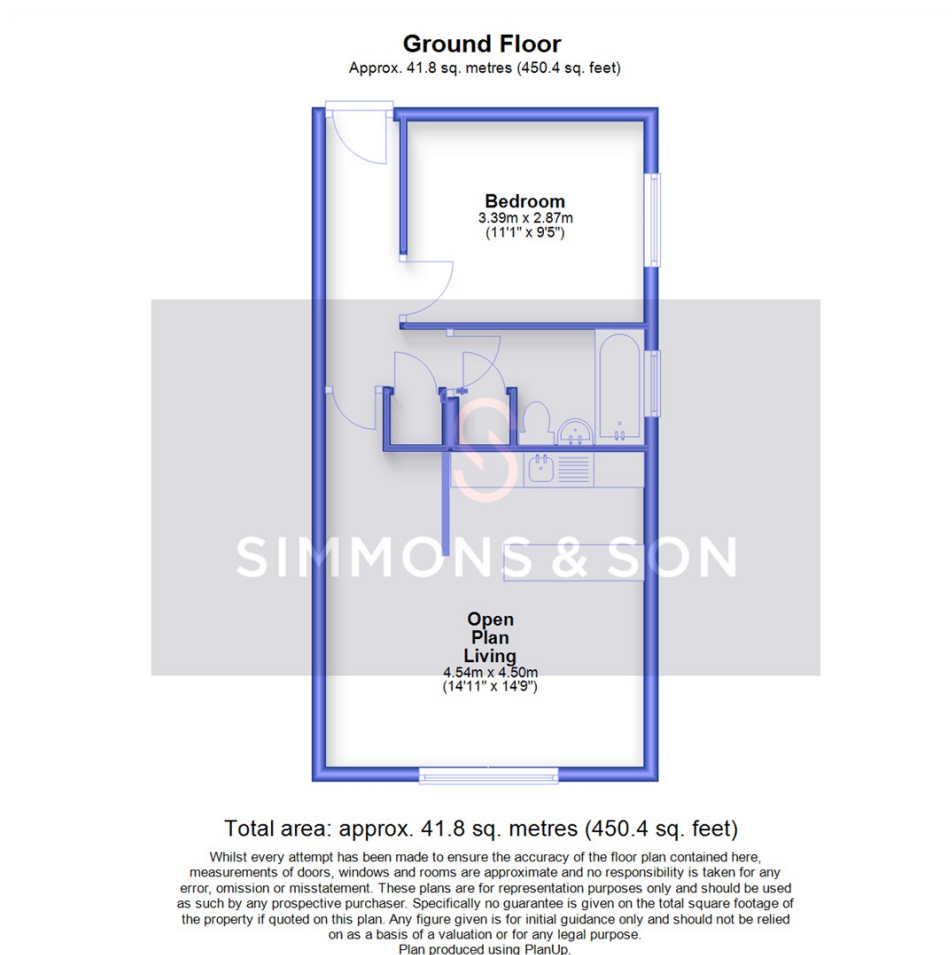 Ground Floor
Approx. 41.8 sq. metres (450.4 sq. feet)
Bedroom
3.39m x 2.87m
(11'1" x 9'5")
SIMMONS & SON
Open
Plan
Living
4.54m x 4.50m
(14'11" x 14'9")
Total area: approx. 41.8 sq. metres (450.4 sq. feet)
Whilst every attempt has been made to ensure the accuracy of the floor plan contained here,
measurements of doors, windows and rooms are approximate and no responsibility is taken for any
error, omission or misstatement. These plans are for representation purposes only and should be used
as such by any prospective purchaser. Specifically no guarantee is given on the total square footage of
the property if quoted on this plan. Any figure given is for initial guidance only and should not be relied
on as a basis of a valuation or for any legal purpose.
Plan produced using PlanUp.